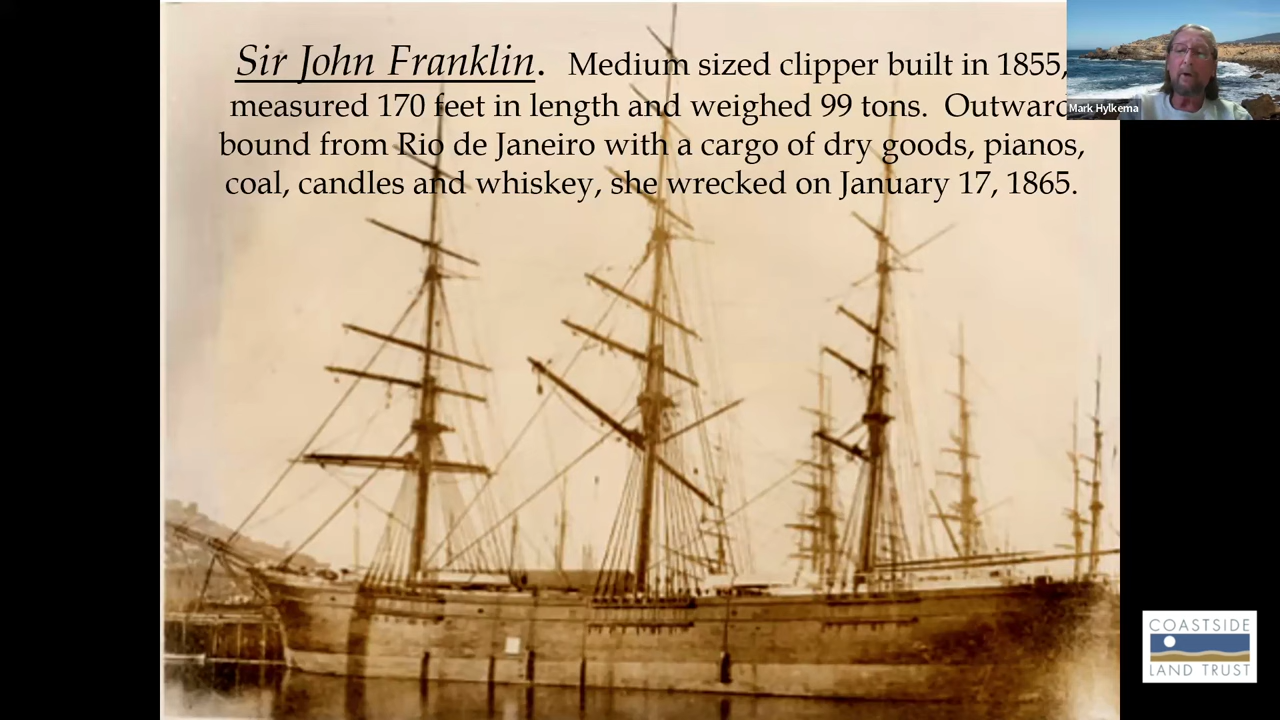 Sir John Franklin. Medium sized clipper built in 1855,
measured 170 feet in length and weighed 99 tons. Outward
bound from Rio de Janeiro with a cargo of dry goods, pianos,
coal, candles and whiskey, she wrecked on January 17, 1865.
Mark Hylkema
COASTSIDE
LAND TRUST